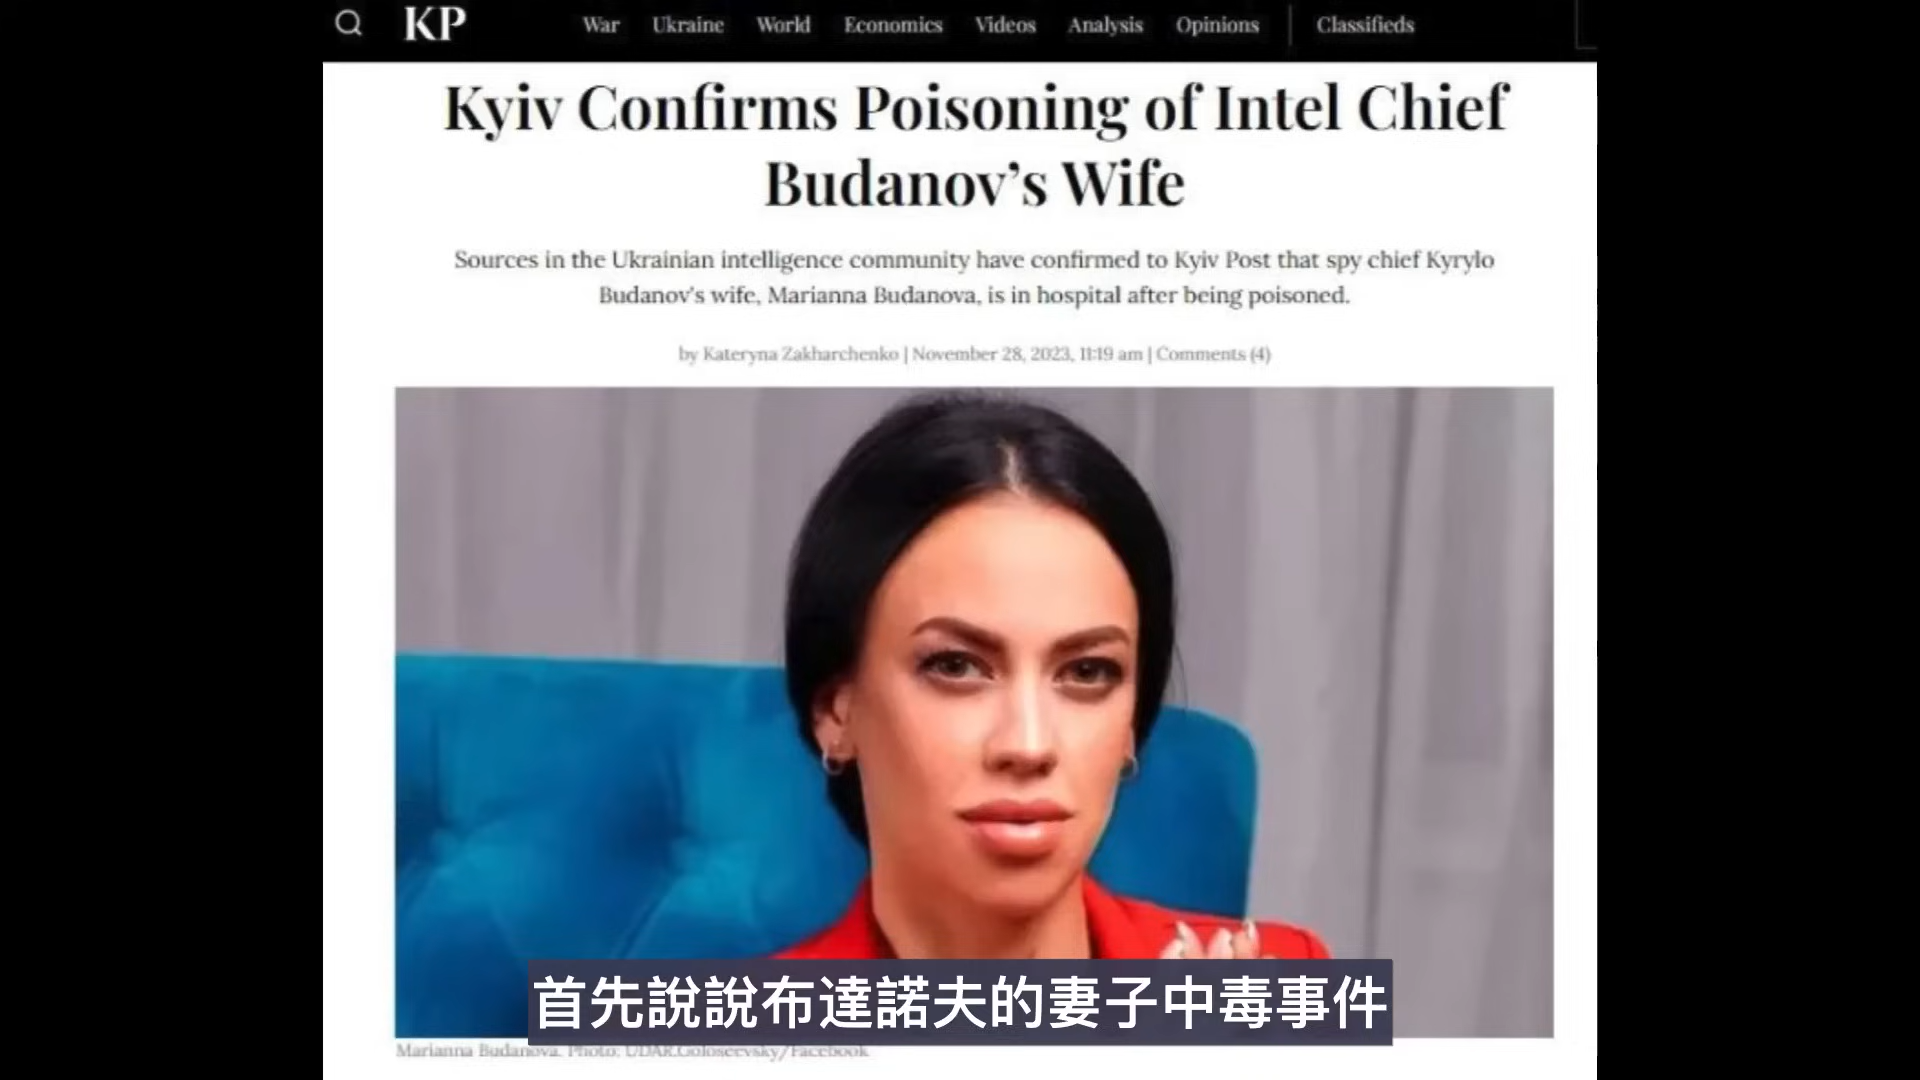 KP War Ukraine World Economics Videos Analysis Opinions Classifieds
Kyiv Confirms Poisoning of Intel Chief
Budanov's Wife
Sources in the Ukrainian intelligence community have confirmed to Kyiv Post that spy chief Kyrylo
Budanov's wife, Marianna Budanova, is in hospital after being poisoned.
by Kateryna Zakharchenko | November 28, 2023, 11:19 am | Comments (4)
首先說說布達諾夫的妻子中毒事件
Marianna Budanova. Photo: UDAR.Goloseevsky/Facebook